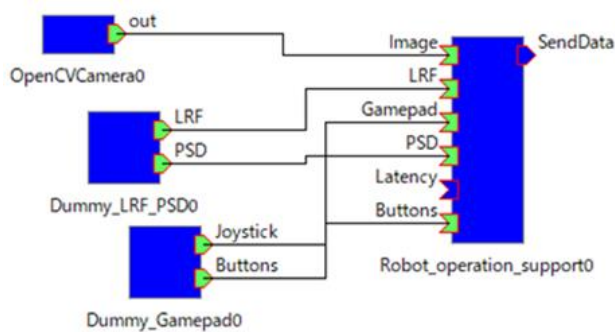 out
OpenCVCamera0
LRF
PSD
Dummy_LRF_PSD0
Joystick
Buttons
Dummy_Gamepad0
Image
LRF
Gamepad
PSD
Latency
Buttons
SendData
Robot_operation_support0